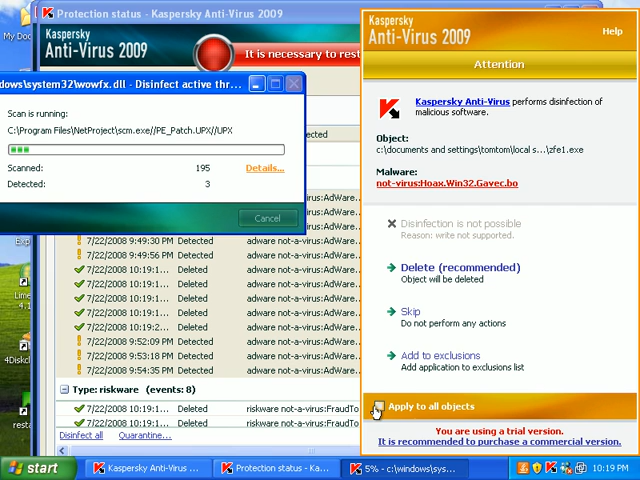 My Doc
Protection status - Kaspersky Anti-Virus 2009
Kaspersky
Anti-Virus 2009
It is necessary to rest
ndows\system32\wowfx.dll - Disinfect active thr...
Scan is running:
C:\Program Files\NetProject\scm.exe//PE_Patch.UPX//UPX
Scanned: 195 Details...
Detected: 3
Cancel
Kaspersky
Anti-Virus 2009
Help
Attention
Kaspersky Anti-Virus performs disinfection of
malicious software.
Object:
c:\documents and settings\tomtom\local s...\zfe1.exe
Malware:
not-virus:Hoax.Win32.Gavec.bo
Disinfection is not possible
Reason: write not supported.
Delete (recommended)
Object will be deleted
Skip
Do not perform any actions
Add to exclusions
Add application to exclusions list
Apply to all objects
You are using a trial version.
It is recommended to purchase a commercial version.
ected
virus:AdWare..
virus:AdWare..
7/22/2008 9:49:30 PM Detected adware not-a-virus:AdWare..
7/22/2008 9:49:56 PM Detected adware not-a-virus:AdWare..
7/22/2008 10:19:1... Deleted adware not-a-virus:AdWare..
7/22/2008 10:19:1... Deleted adware not-a-virus:AdWare..
7/22/2008 10:19:1... Deleted adware not-a-virus:AdWare..
7/22/2008 10:19:2... Deleted adware not-a-virus:AdWare..
7/22/2008 9:52:09 PM Detected adware not-a-virus:AdWare..
7/22/2008 9:53:18 PM Detected adware not-a-virus:AdWare..
7/22/2008 9:54:35 PM Detected adware not-a-virus:AdWare..
Type: riskware (events: 8)
7/22/2008 10:19:1... Deleted riskware not-a-virus:FraudTo
7/22/2008 10:19:1... Deleted riskware not-a-virus:FraudTo
Disinfect all Quarantine...
Exp
Lime
4.1
4Diskcl
resta
start
Kaspersky Anti-Virus ...
Protection status - Ka...
5% - c:\windows\sys...
10:19 PM